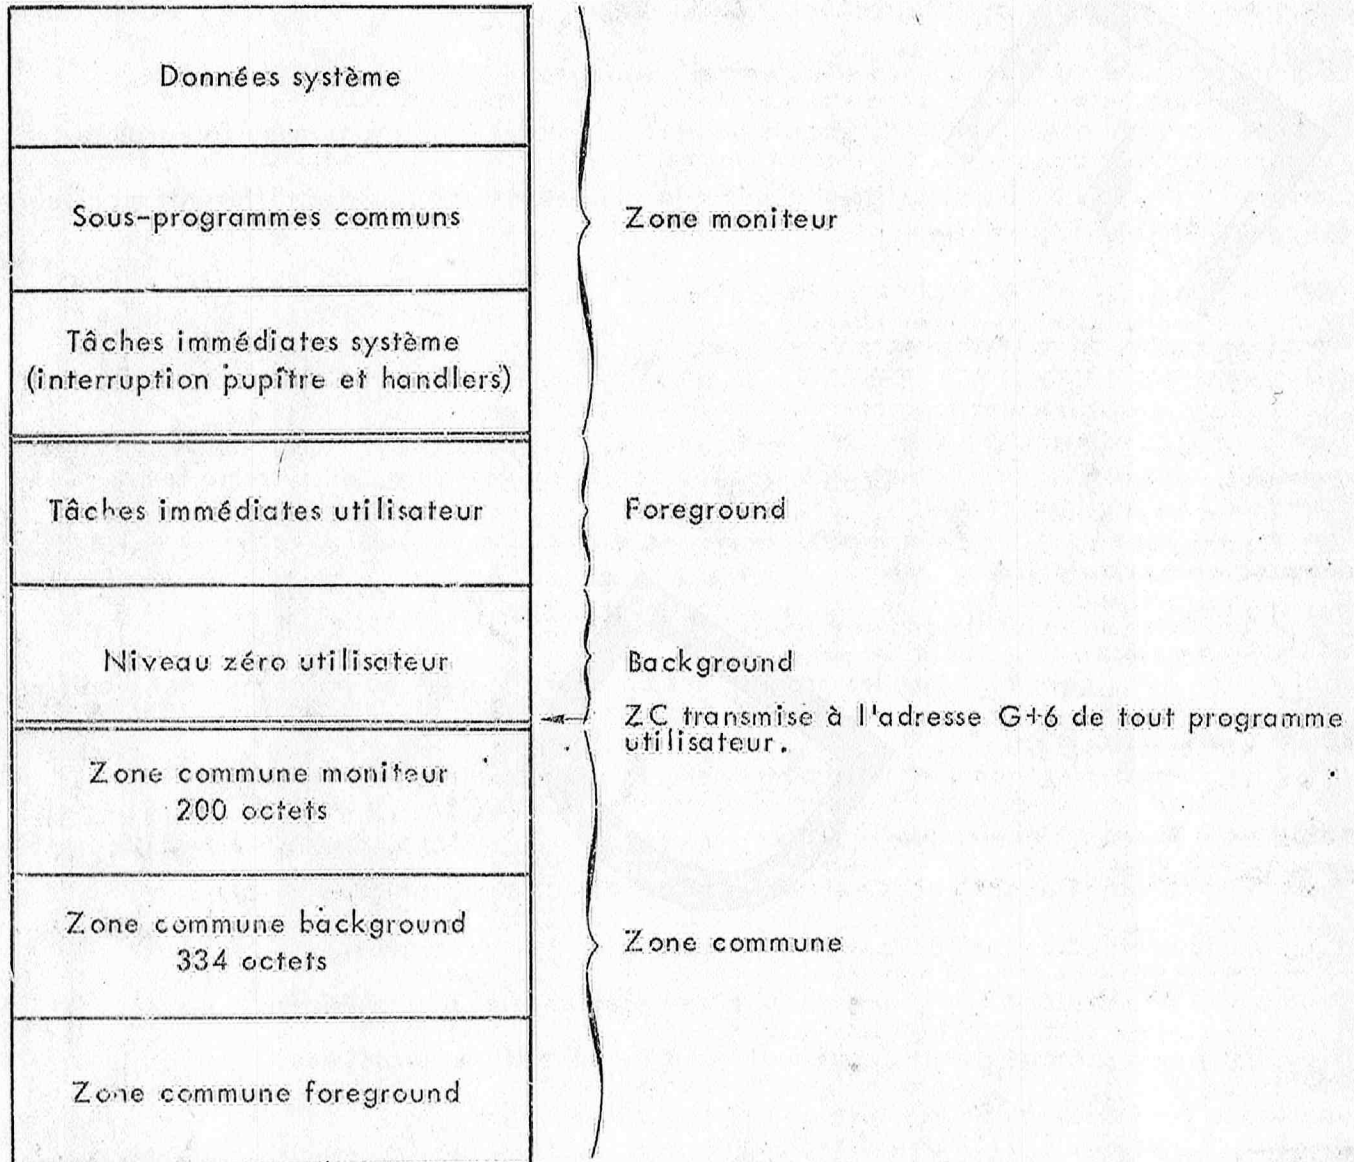 Données système
Sous-programmes communs
Zone moniteur
Tâches immédiates système
(interruption pupître et handlers)
Tâches immédiates utilisateur
Foreground
Niveau zéro utilisateur
Background
ZC transmise à l'adresse G+6 de tout programme
utilisateur.
Zone commune moniteur
200 octets
Zone commune background
334 octets
Zone commune
Zone commune foreground